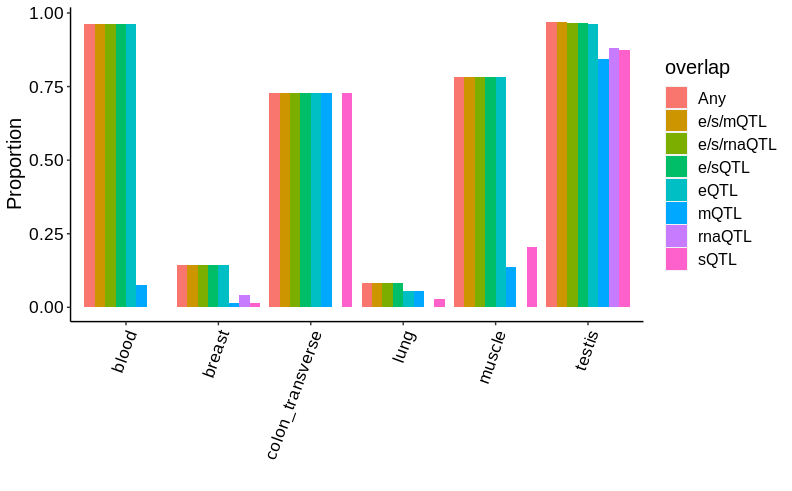 1.00
0.75
0.50
0.25
0.00
Proportion
blood
breast
colon_transverse
lung
muscle
testis
overlap
Any
e/s/mQTL
e/s/rnaQTL
e/sQTL
eQTL
mQTL
rnaQTL
sQTL